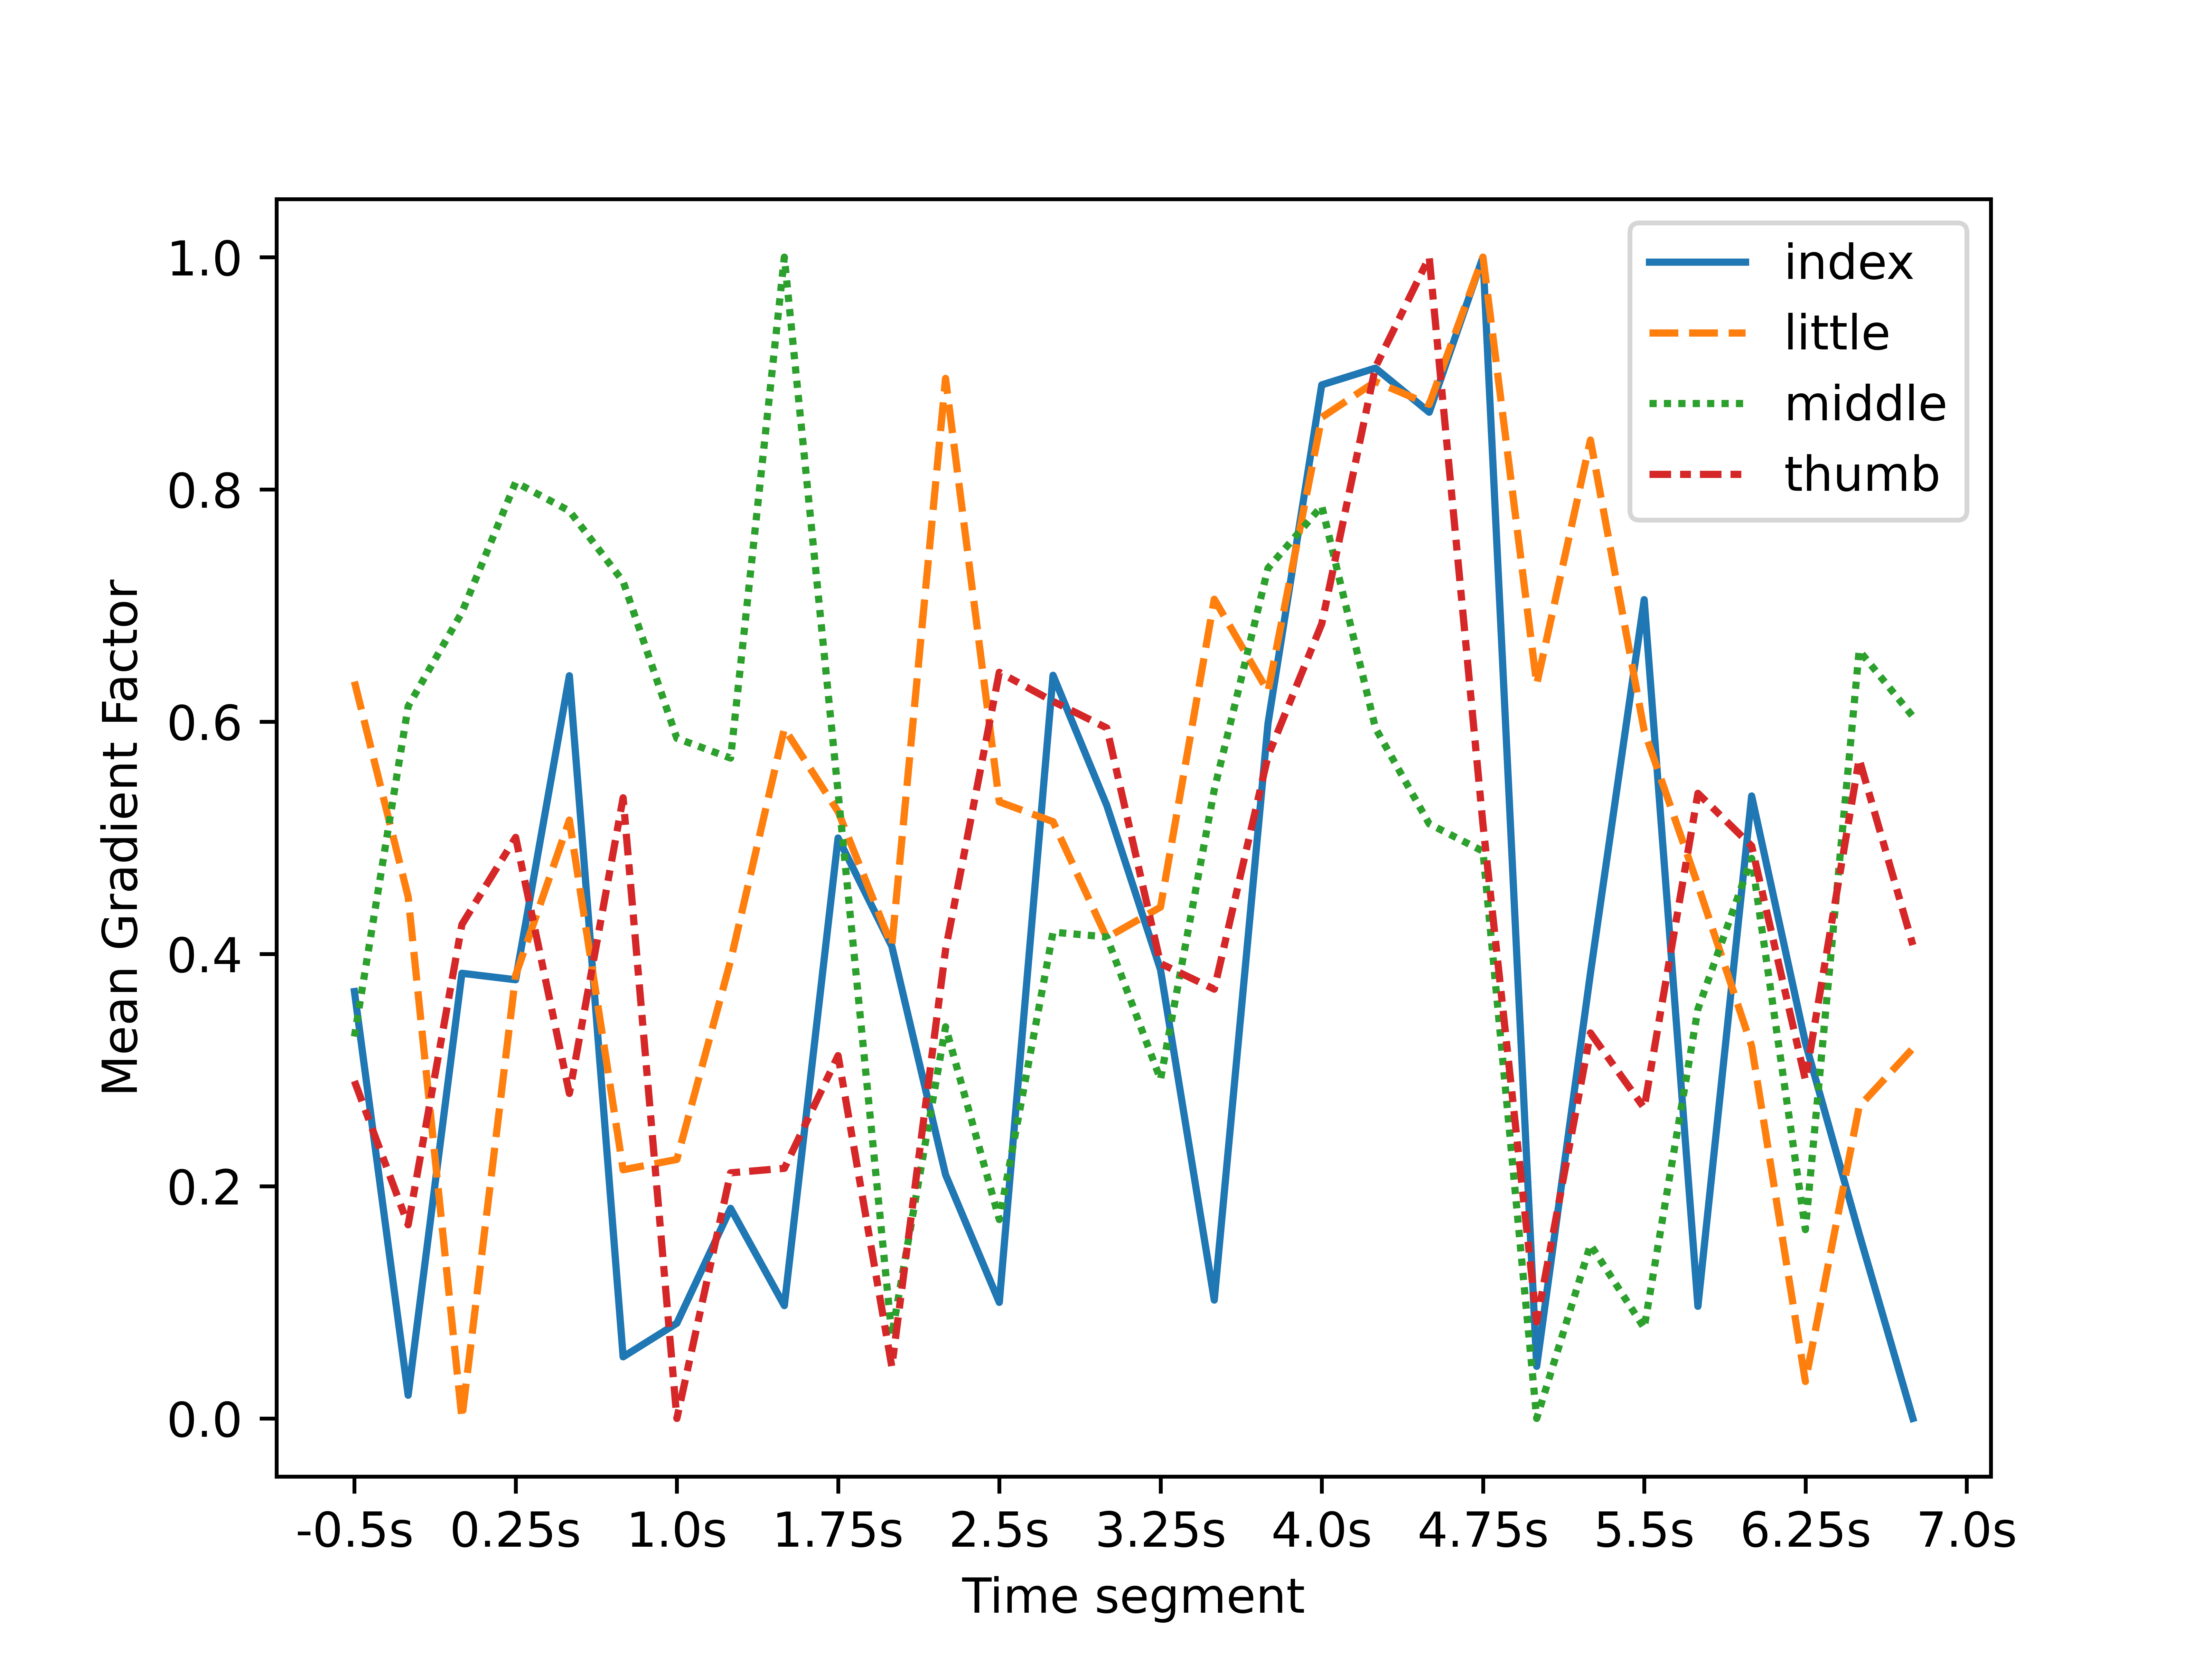 1.0
0.8
0.6
0.4
0.2
0.0
Mean Gradient Factor
index
little
middle
thumb
-0.5s 0.25s 1.0s 1.75s 2.5s 3.25s 4.0s 4.75s 5.5s 6.25s 7.0s
Time segment